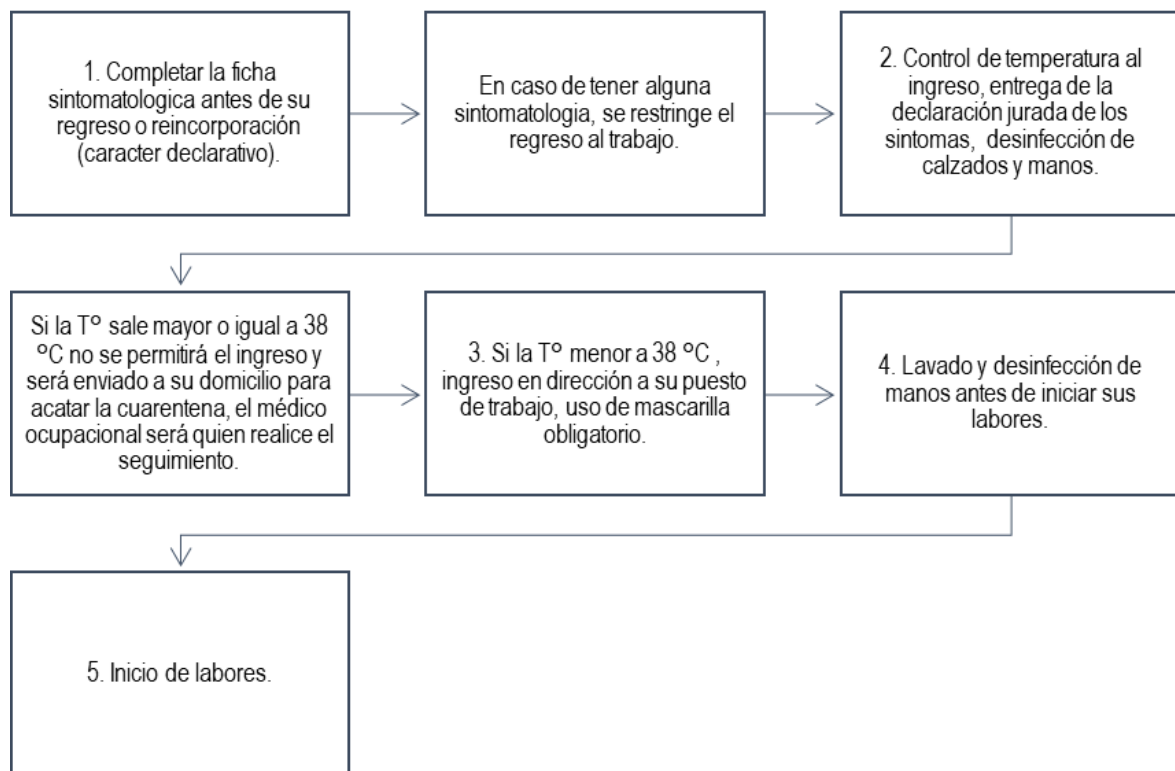 1. Completar la ficha
sintomatologica antes de su
regreso o reincorporación
(caracter declarativo).
En caso de tener alguna
sintomatologia, se restringe el
regreso al trabajo.
2. Control de temperatura al
ingreso, entrega de la
declaración jurada de los
sintomas, desinfección de
calzados y manos.
Si la Tº sale mayor o igual a 38
ºC no se permitirá el ingreso y
será enviado a su domicilio para
acatar la cuarentena, el médico
ocupacional será quien realice el
seguimiento.
3. Si la Tº menor a 38 ºC ,
ingreso en dirección a su puesto
de trabajo, uso de mascarilla
obligatorio.
4. Lavado y desinfección de
manos antes de iniciar sus
labores.
5. Inicio de labores.